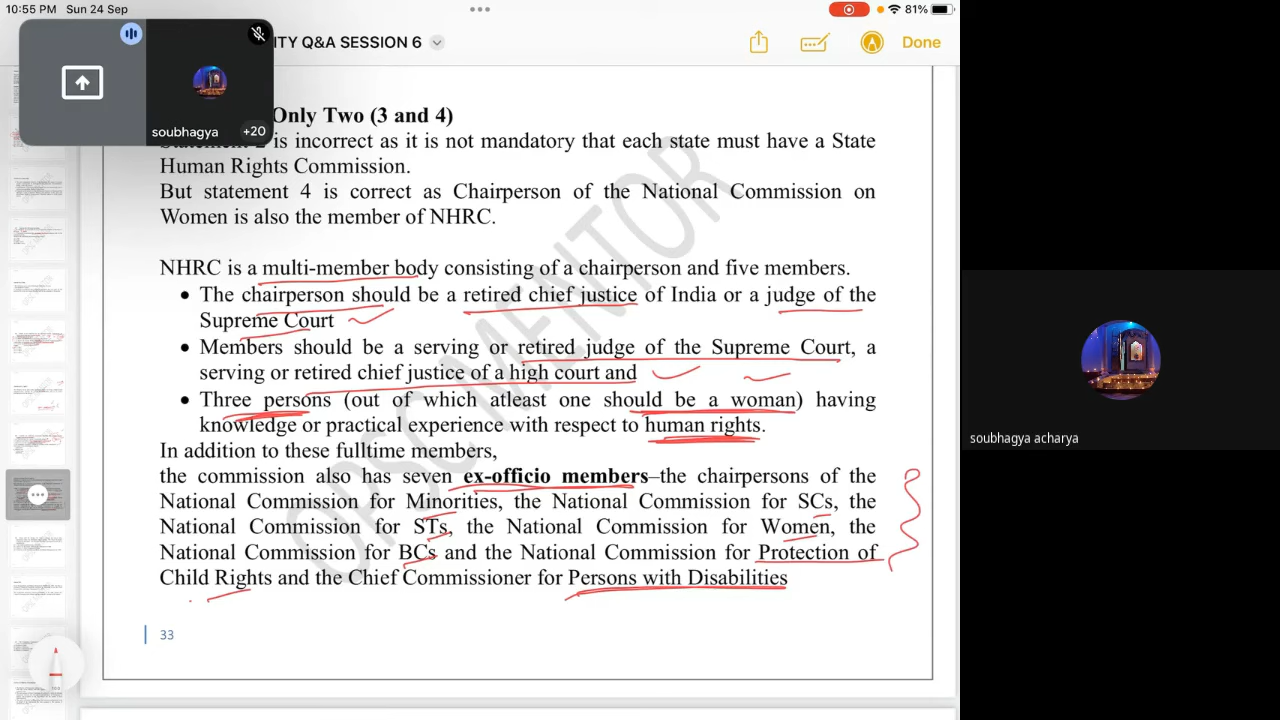 10:55 PM Sun 24 Sep
81%
ITY Q&A SESSION 6
Done
soubhagya
+20
Only Two (3 and 4)
is incorrect as it is not mandatory that each state must have a State
Human Rights Commission.
But statement 4 is correct as Chairperson of the National Commission on
Women is also the member of NHRC.
NHRC is a multi-member body consisting of a chairperson and five members.
• The chairperson should be a retired chief justice of India or a judge of the
Supreme Court
• Members should be a serving or retired judge of the Supreme Court, a
serving or retired chief justice of a high court and
• Three persons (out of which atleast one should be a woman) having
knowledge or practical experience with respect to human rights.
In addition to these fulltime members,
the commission also has seven ex-officio members–the chairpersons of the
National Commission for Minorities, the National Commission for SCs, the
National Commission for STs, the National Commission for Women, the
National Commission for BCs and the National Commission for Protection of
Child Rights and the Chief Commissioner for Persons with Disabilities
33
OPSC MENTOR
soubhagya acharya